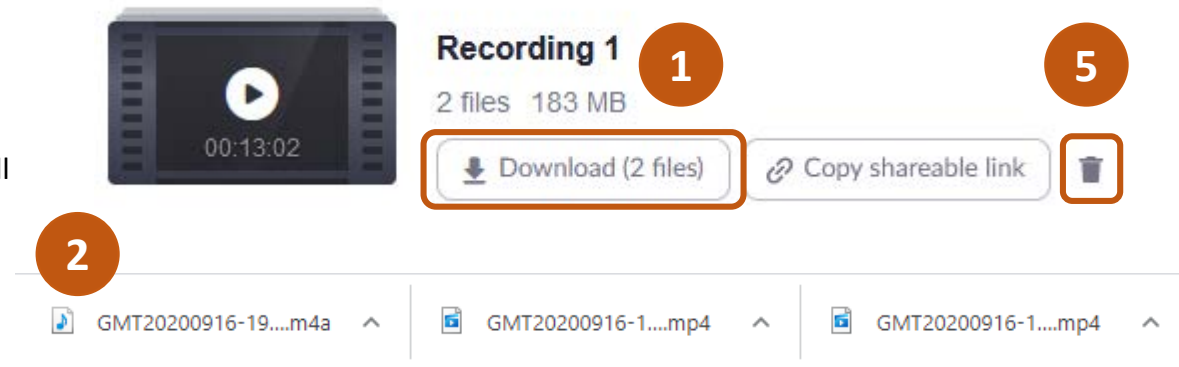 Recording 1
1
5
2 files 183 MB
00:13:02
Download (2 files)
Copy shareable link
ll
2
GMT20200916-19....m4a
GMT20200916-1....mp4
GMT20200916-1....mp4